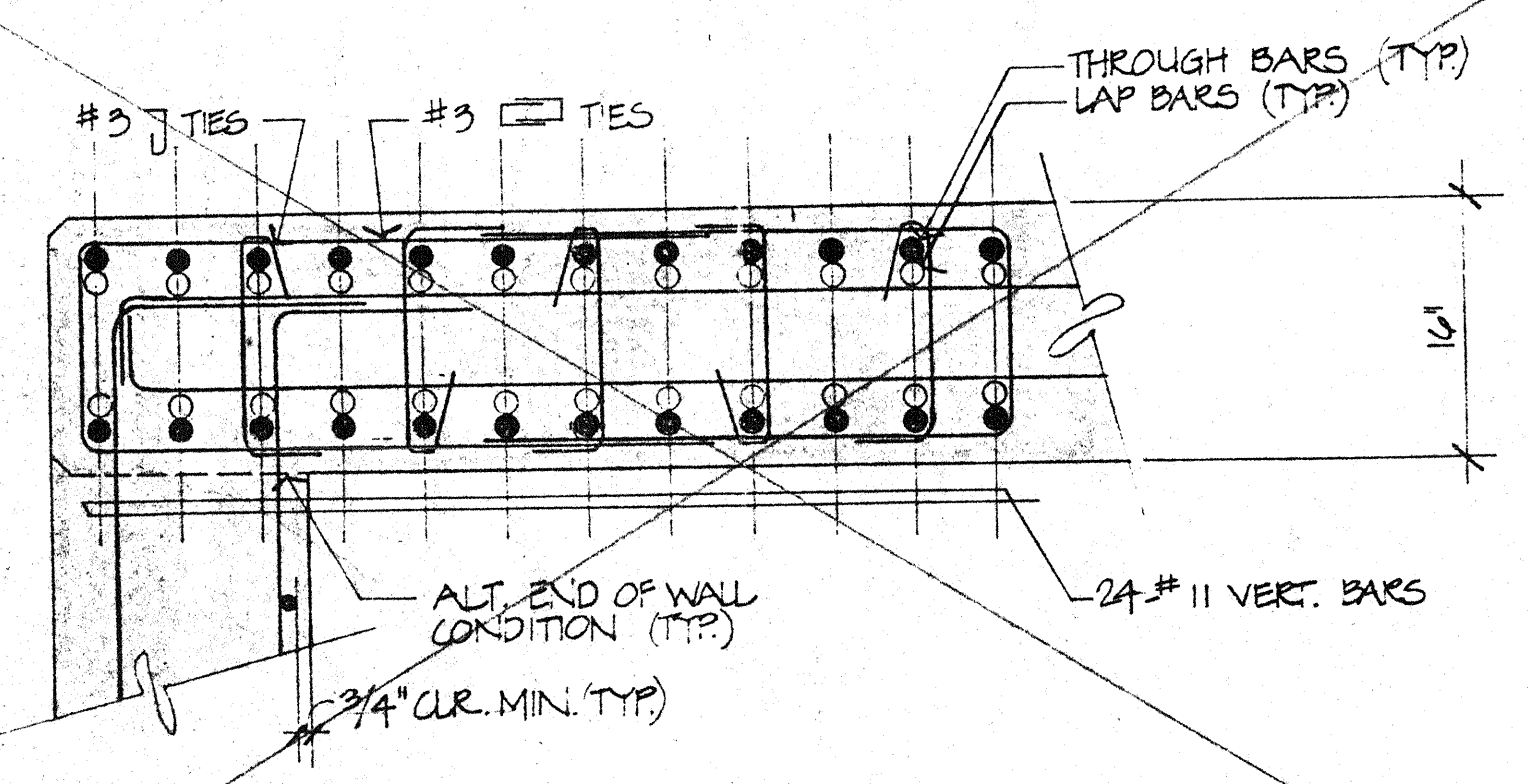 THROUGH BARS (TYP.)
LAP BARS (TYP.)
#3 TIES
#3 TIES
16"
24-#11 VERT. BARS
ALT. END OF WALL
CONDITION (TYP.)
3/4" CLR. MIN. (TYP.)